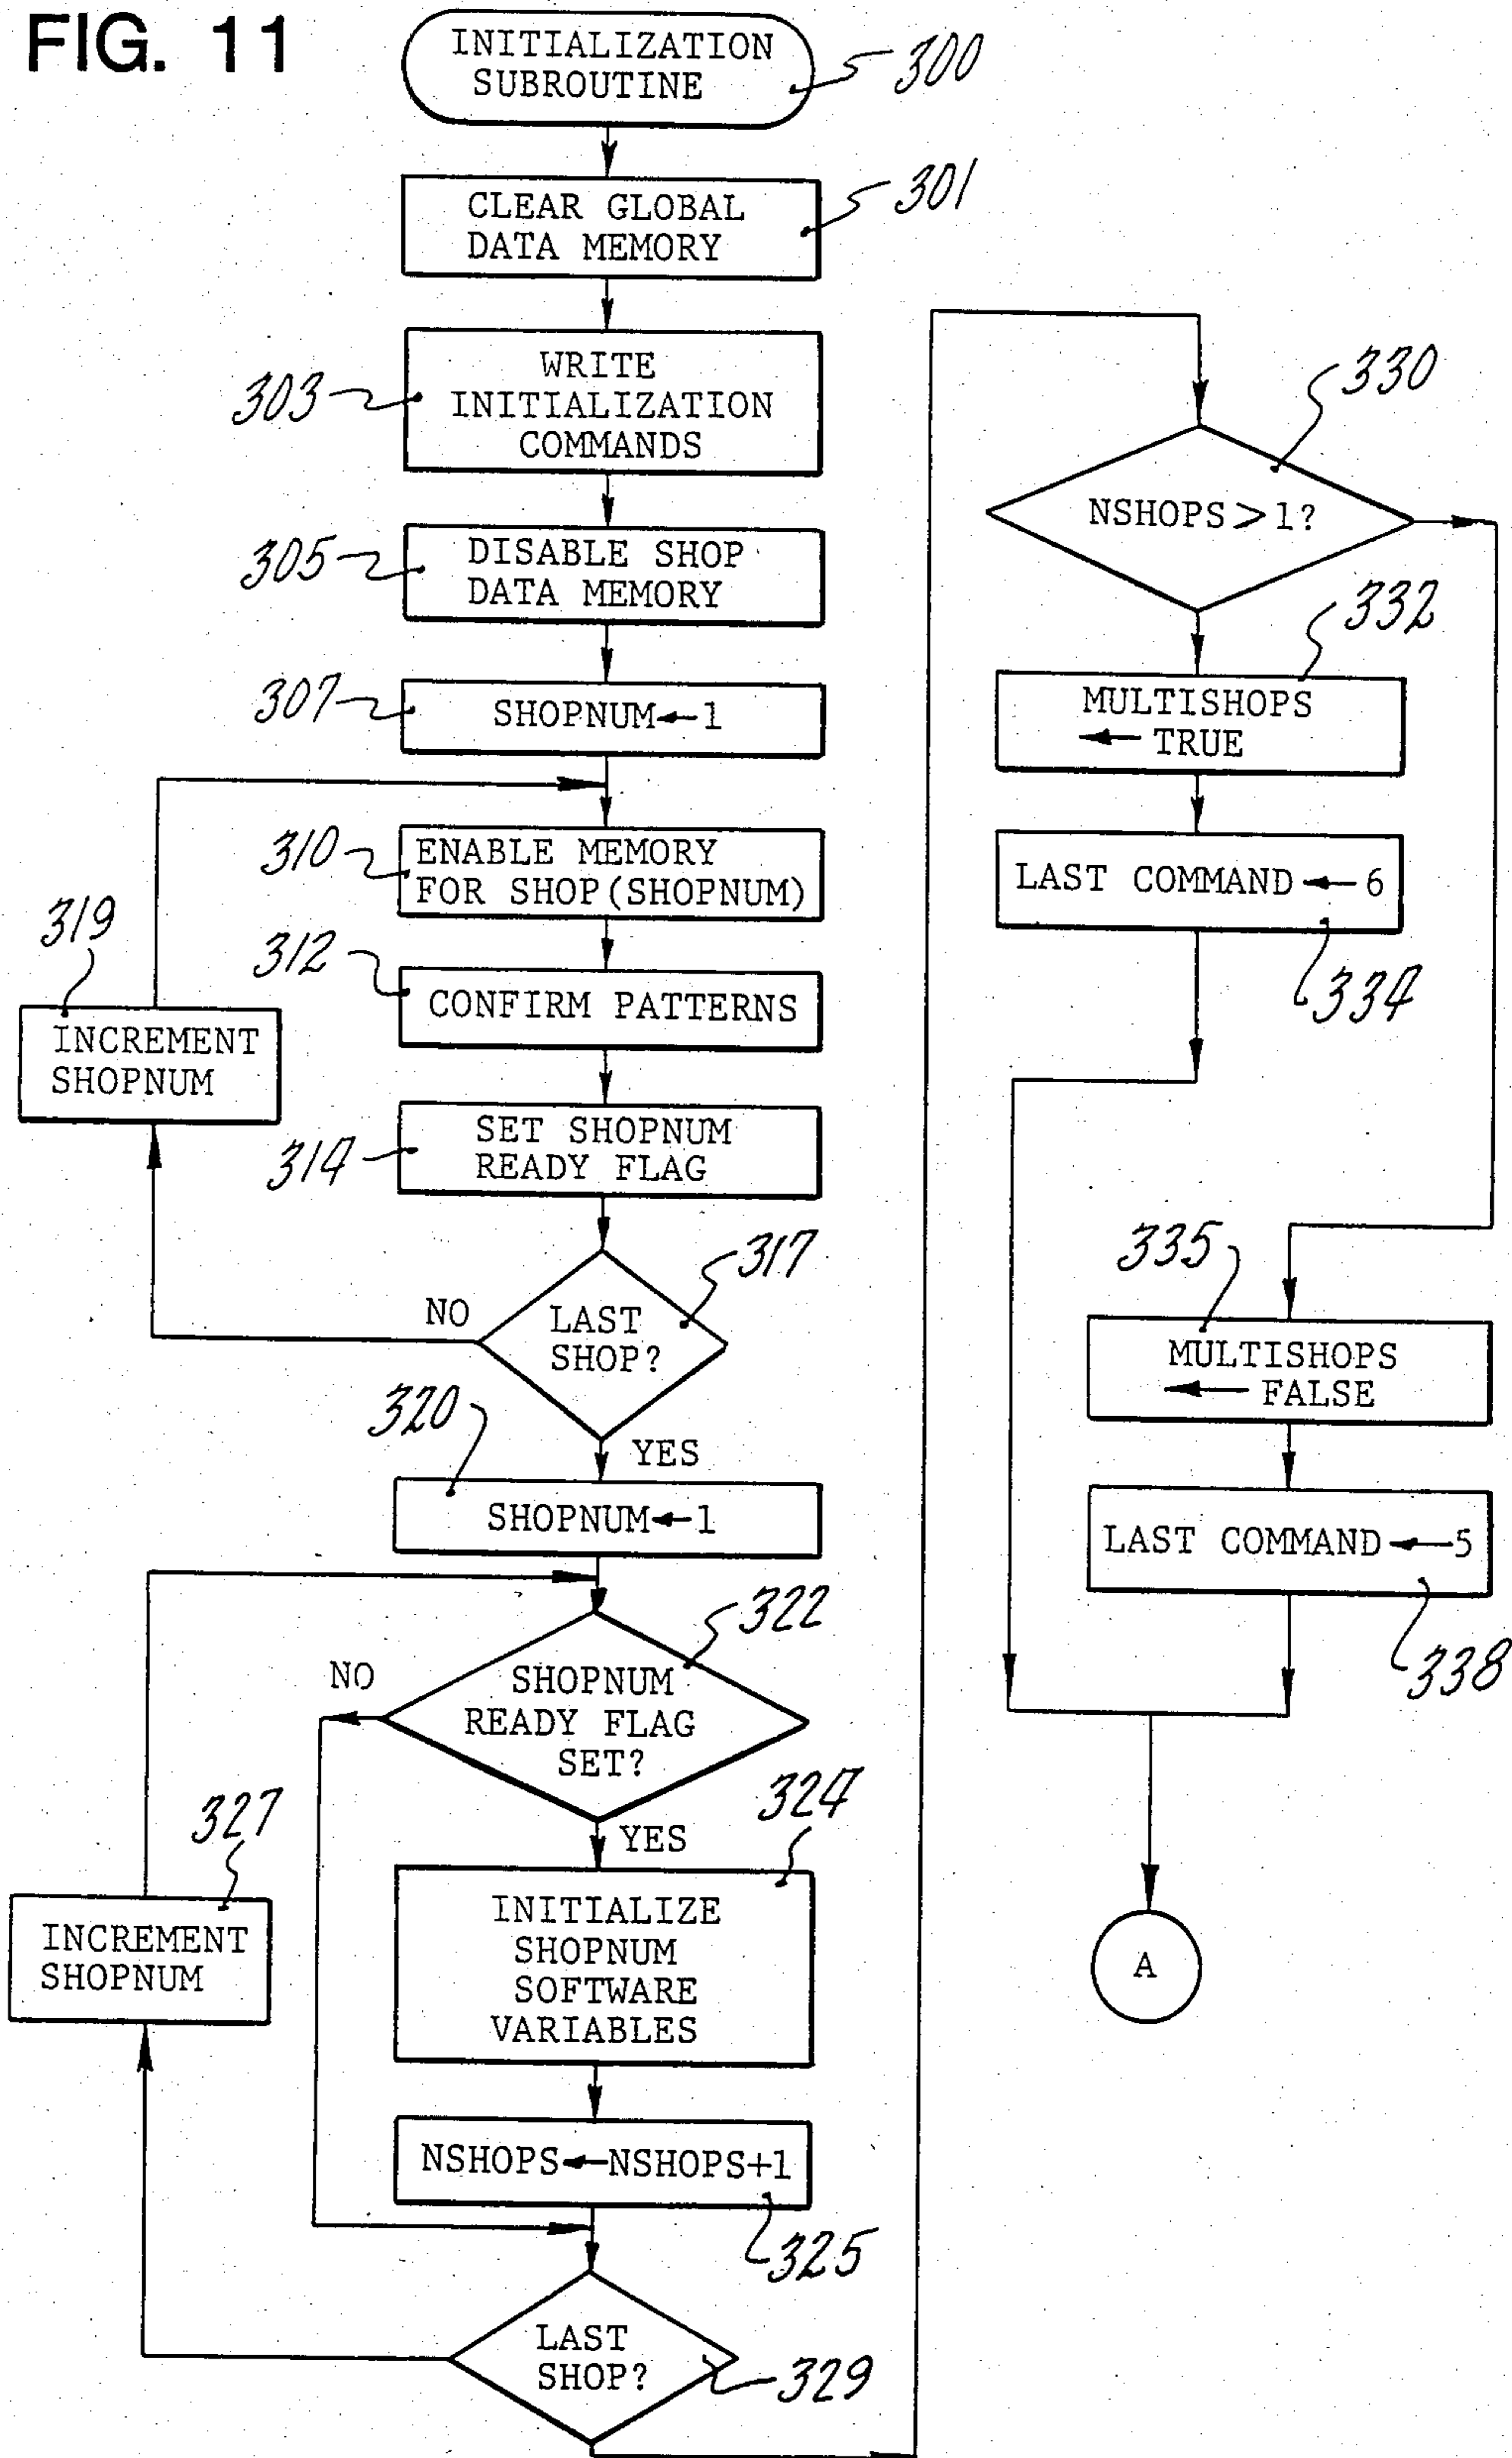 FIG. 11
INITIALIZATION
SUBROUTINE
300
CLEAR GLOBAL
DATA MEMORY
301
WRITE
INITIALIZATION
COMMANDS
303
DISABLE SHOP
DATA MEMORY
305
SHOPNUM←1
307
ENABLE MEMORY
FOR SHOP(SHOPNUM)
310
CONFIRM PATTERNS
312
SET SHOPNUM
READY FLAG
314
LAST
SHOP?
317
NO
INCREMENT
SHOPNUM
319
YES
SHOPNUM←1
320
SHOPNUM
READY FLAG
SET?
322
NO
YES
INITIALIZE
SHOPNUM
SOFTWARE
VARIABLES
324
NSHOPS←NSHOPS+1
325
INCREMENT
SHOPNUM
327
LAST
SHOP?
329
NSHOPS>1?
330
MULTISHOPS
←TRUE
332
LAST COMMAND←6
334
MULTISHOPS
←FALSE
335
LAST COMMAND←5
338
A